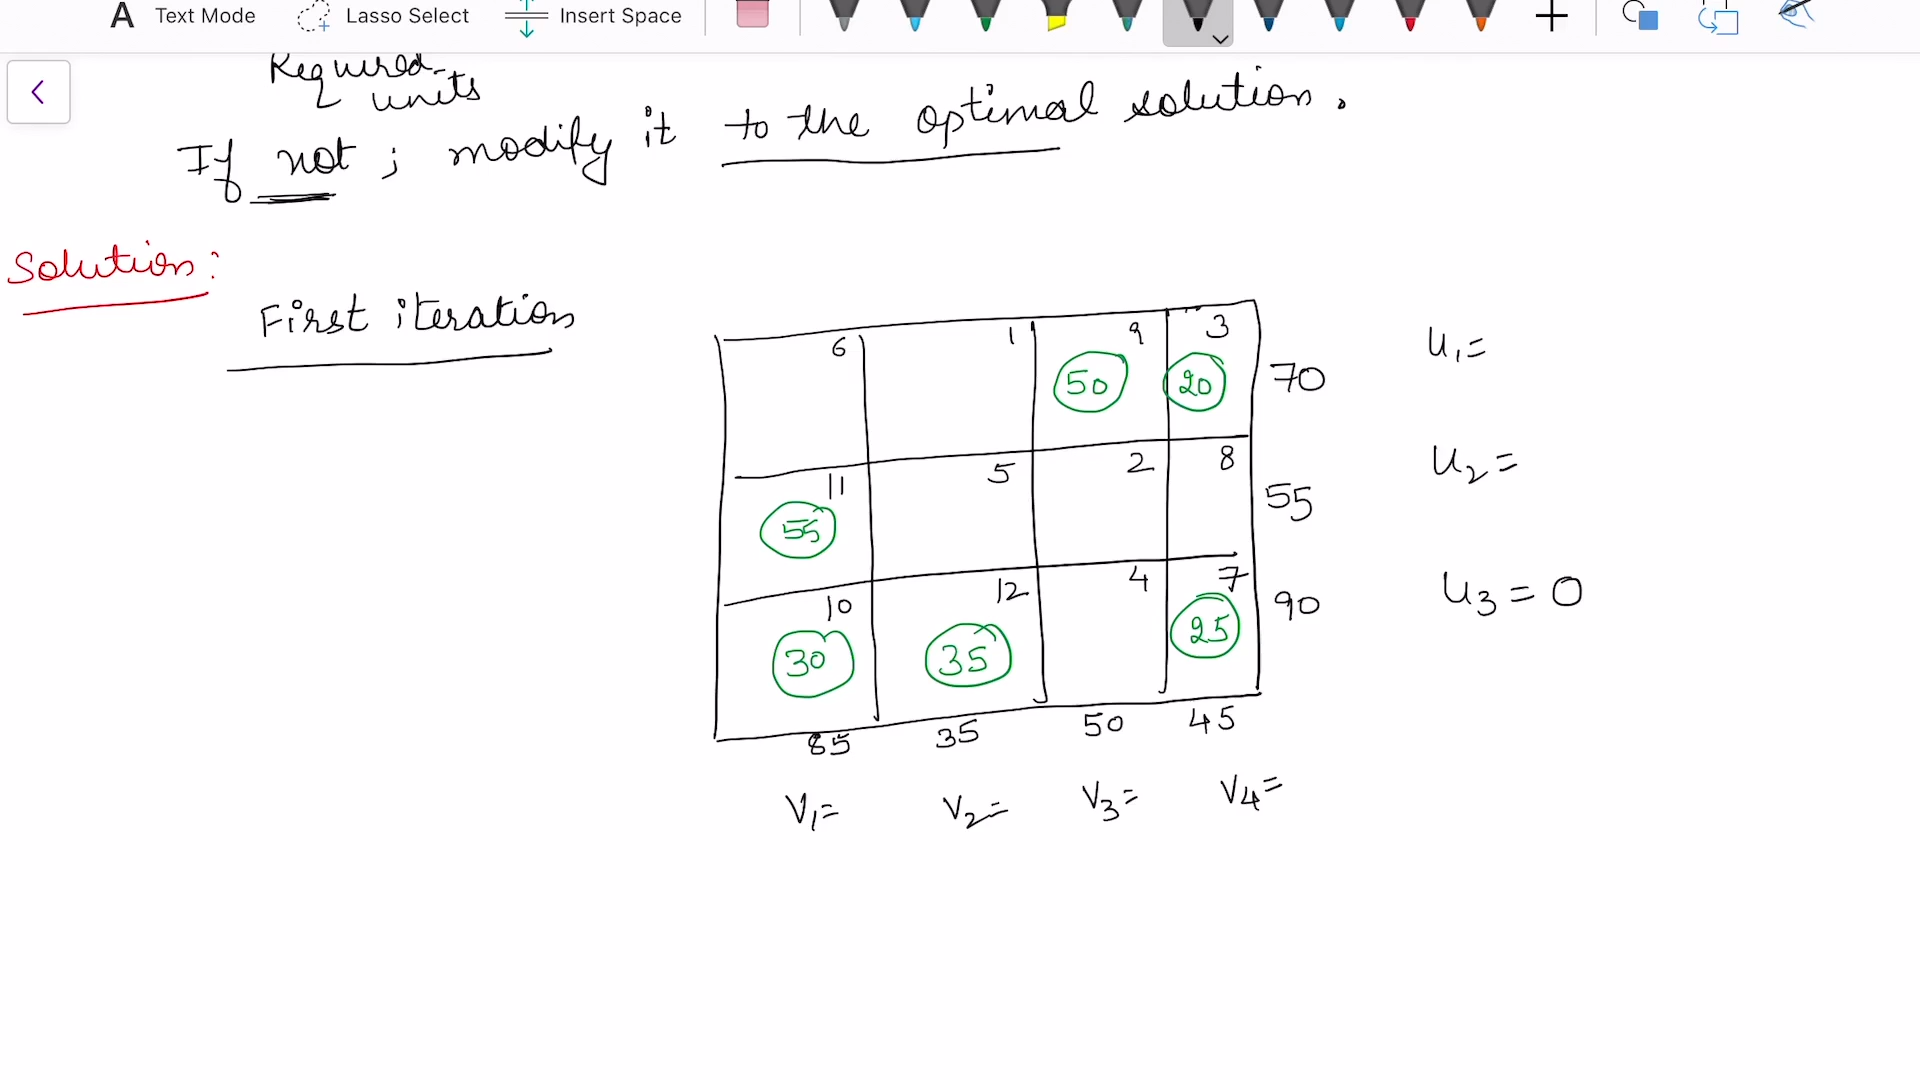 Text Mode Lasso Select Insert Space
Required
units
If not ; modify it to the optimal solution.
Solution:
First iteration
6 1 9 3
50 20 70 u₁=
11 5 2 8
55 55 u₂=
10 12 4 7
30 35 25 90 u₃ = 0
85 35 50 45
V₁= V₂= V₃= V₄=